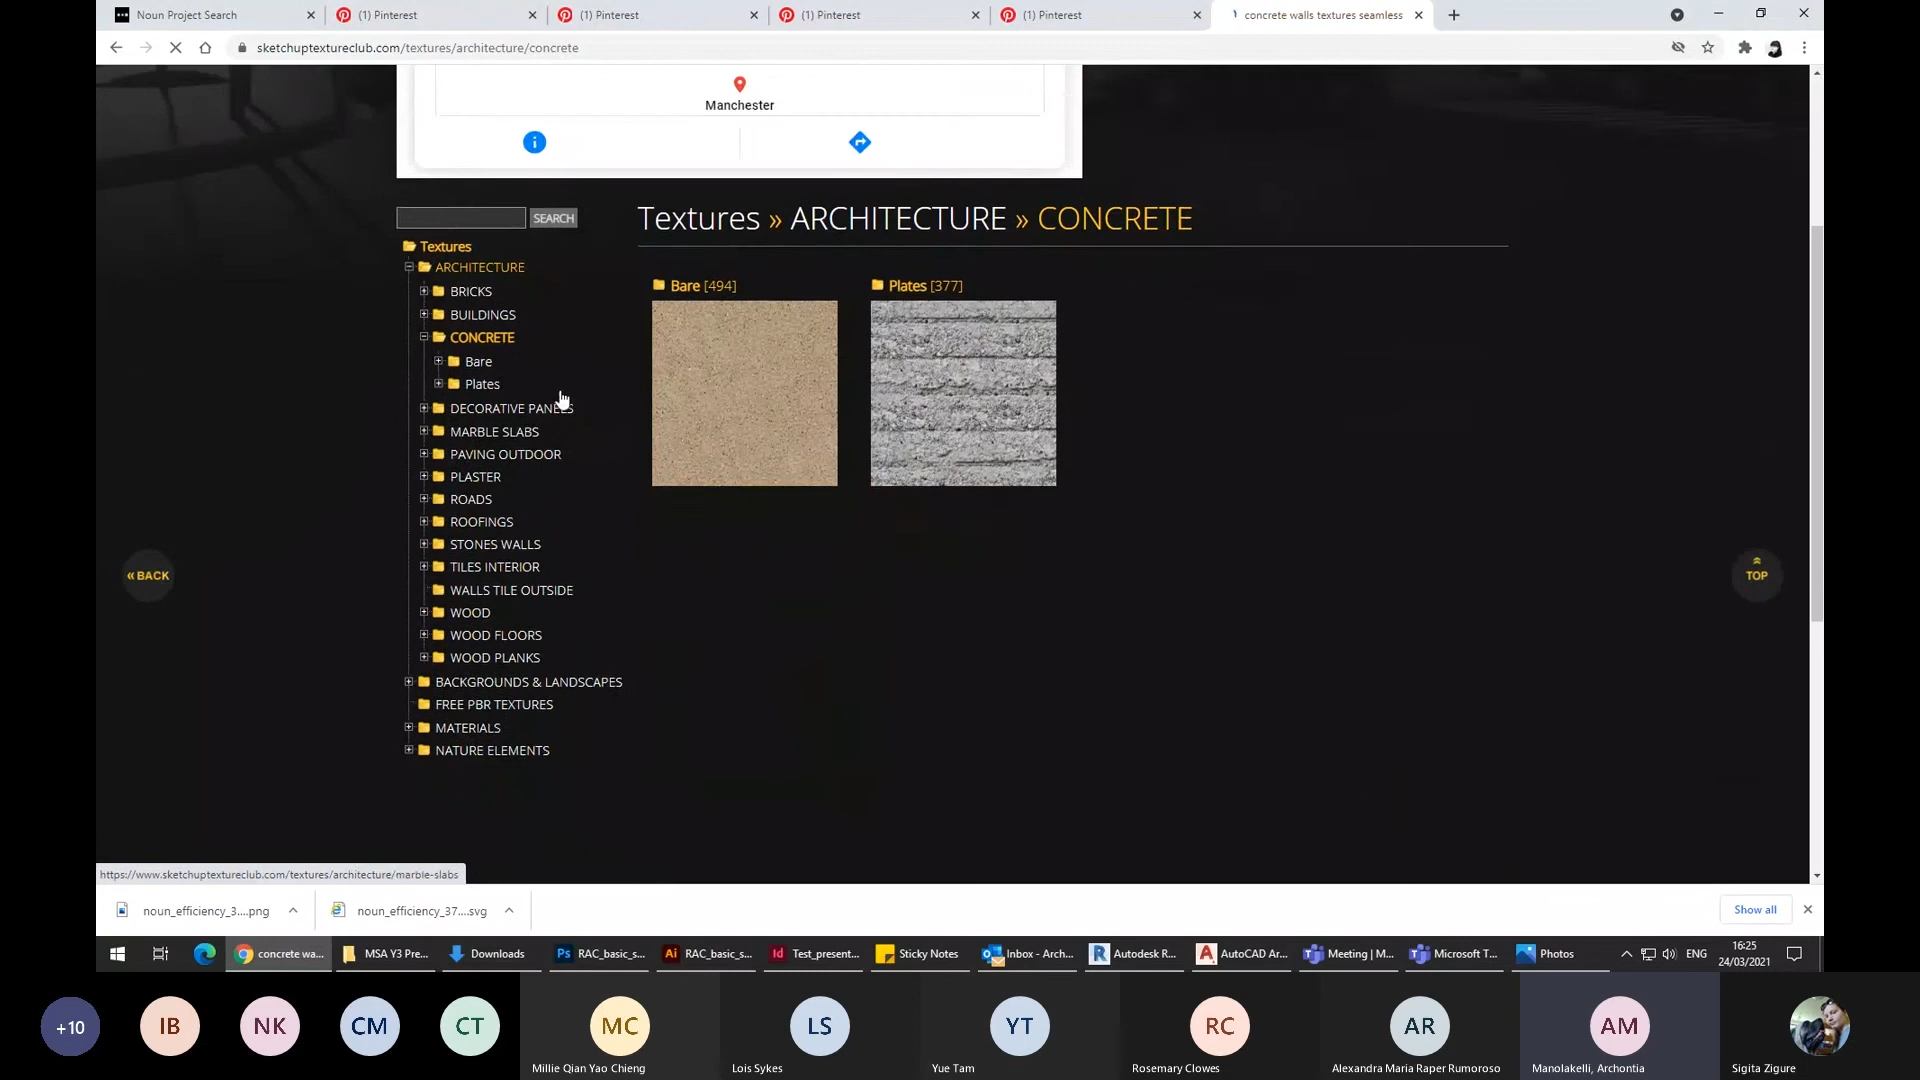 Noun Project Search
(1) Pinterest
(1) Pinterest
(1) Pinterest
(1) Pinterest
concrete walls textures seamless
sketchuptextureclub.com/textures/architecture/concrete
Manchester
SEARCH
Textures » ARCHITECTURE » CONCRETE
Textures
ARCHITECTURE
BRICKS
BUILDINGS
CONCRETE
Bare
Plates
DECORATIVE PANELS
MARBLE SLABS
PAVING OUTDOOR
PLASTER
ROADS
ROOFINGS
STONES WALLS
TILES INTERIOR
WALLS TILE OUTSIDE
WOOD
WOOD FLOORS
WOOD PLANKS
BACKGROUNDS & LANDSCAPES
FREE PBR TEXTURES
MATERIALS
NATURE ELEMENTS
Bare [494]
Plates [377]
« BACK
TOP
https://www.sketchuptextureclub.com/textures/architecture/marble-slabs
noun_efficiency_3....png
noun_efficiency_37....svg
Show all
concrete wa...
MSA Y3 Pre...
Downloads
Ps
RAC_basic_s...
Ai
RAC_basic_s...
Id
Test_present...
Sticky Notes
Inbox - Arch...
R
Autodesk R...
A
AutoCAD Ar...
Meeting | M...
Microsoft T...
Photos
ENG
16:25
24/03/2021
+10
IB
NK
CM
CT
MC
Millie Qian Yao Chieng
LS
Lois Sykes
YT
Yue Tam
RC
Rosemary Clowes
AR
Alexandra Maria Raper Rumoroso
AM
Manolakelli, Archontia
Sigita Zigure